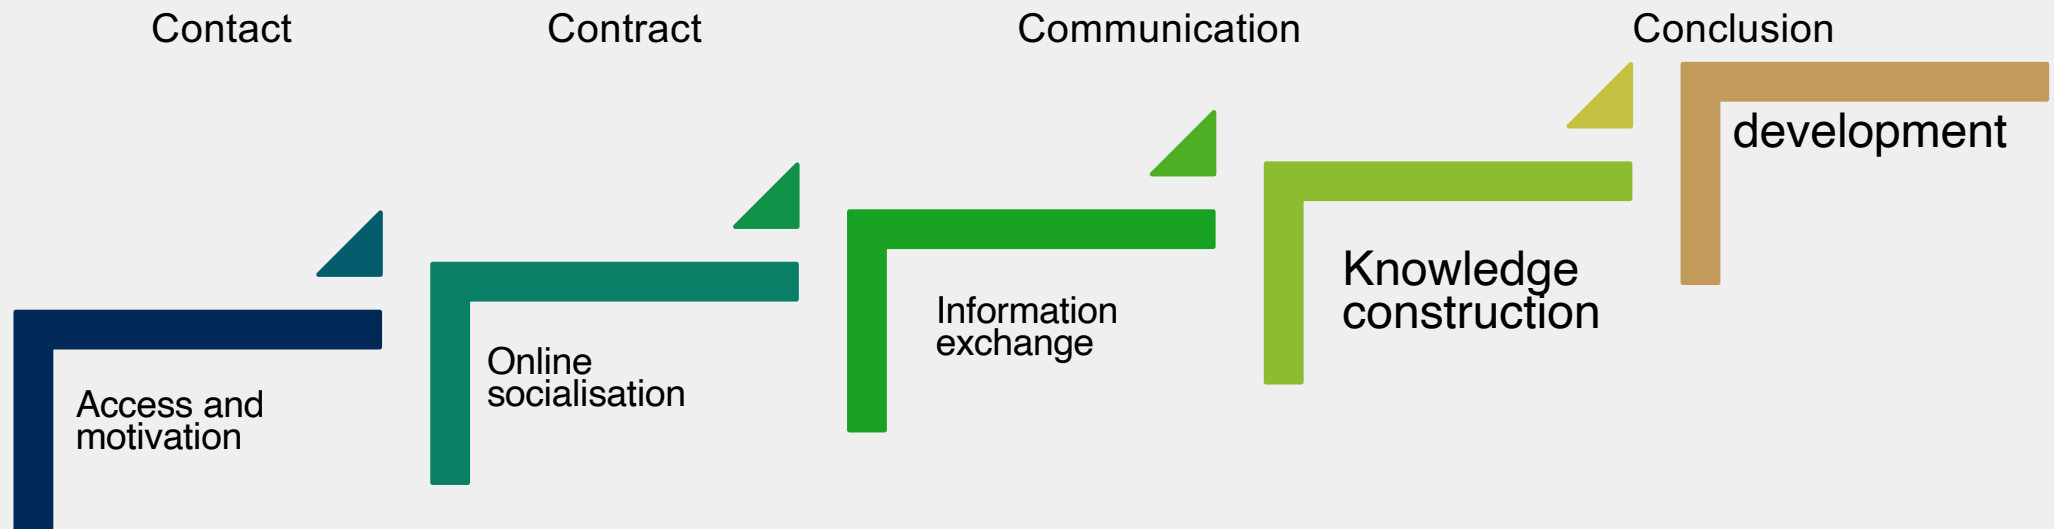 Contact
Contract
Communication
Conclusion
Access and
motivation
Online
socialisation
Information
exchange
Knowledge
construction
development